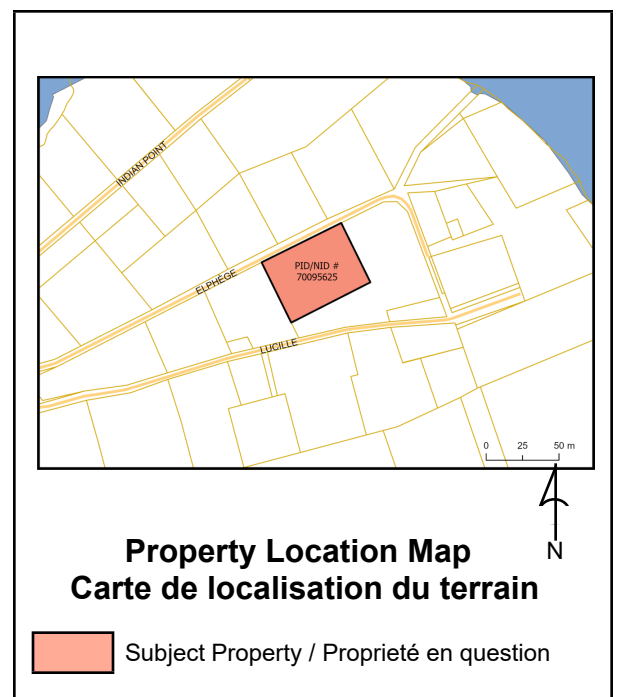 INDIAN POINT
PID/NID #
70095625
ELPHÈGE
LUCILLE
0 25 50 m
N
Property Location Map
Carte de localisation du terrain
Subject Property / Proprieté en question